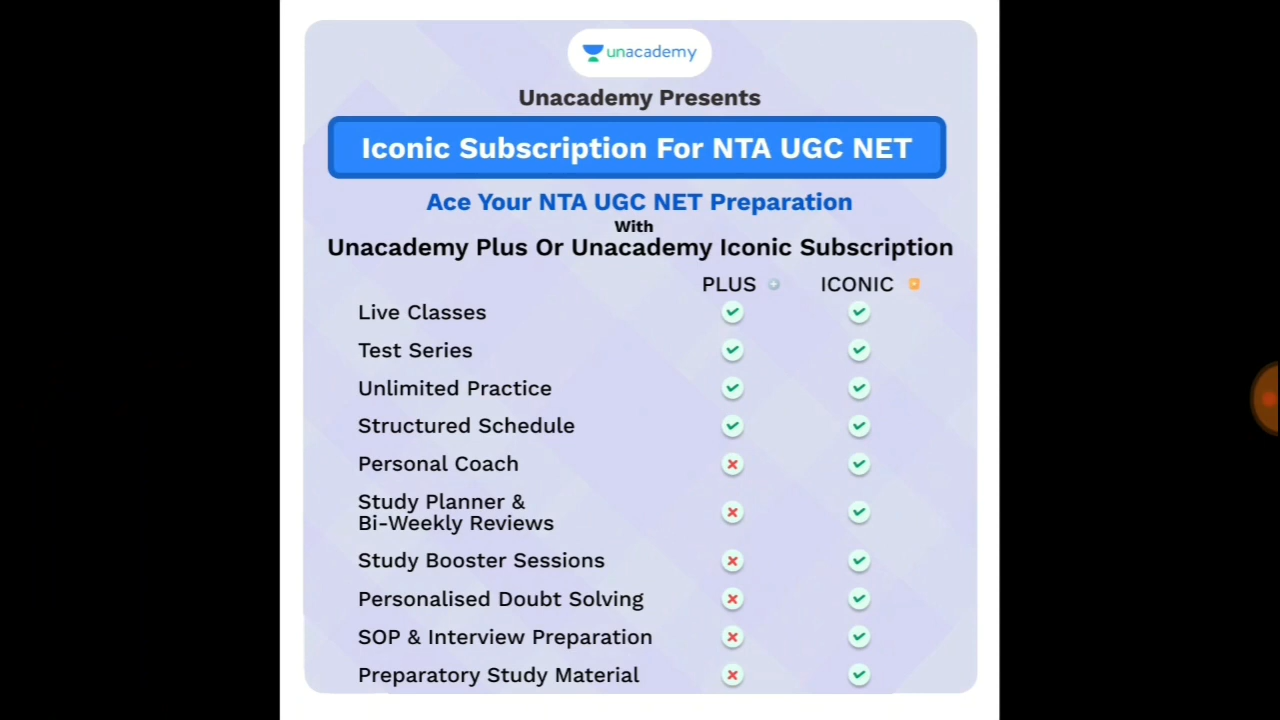 unacademy
Unacademy Presents
Iconic Subscription For NTA UGC NET
Ace Your NTA UGC NET Preparation
With
Unacademy Plus Or Unacademy Iconic Subscription
PLUS ICONIC
Live Classes
Test Series
Unlimited Practice
Structured Schedule
Personal Coach
Study Planner &
Bi-Weekly Reviews
Study Booster Sessions
Personalised Doubt Solving
SOP & Interview Preparation
Preparatory Study Material